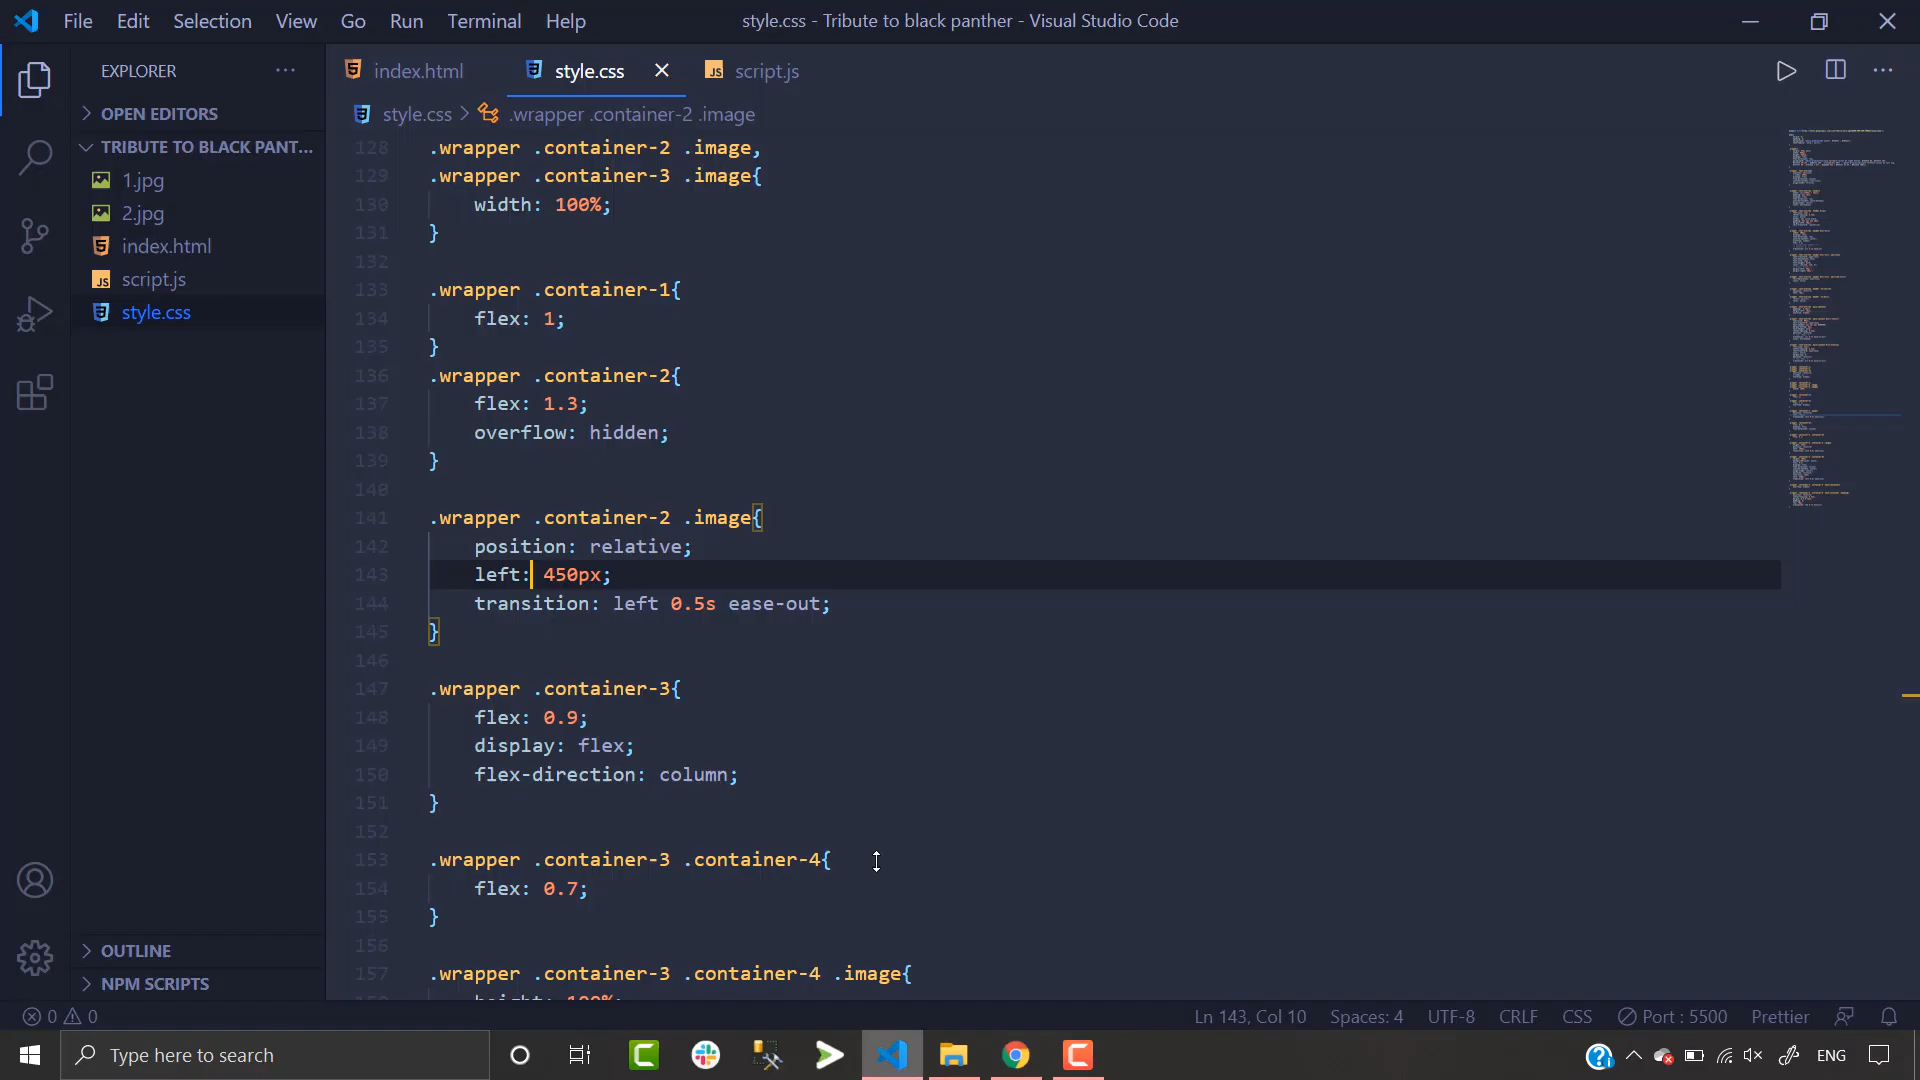 File Edit Selection View Go Run Terminal Help
style.css - Tribute to black panther - Visual Studio Code
EXPLORER
OPEN EDITORS
TRIBUTE TO BLACK PANT...
1.jpg
2.jpg
index.html
script.js
style.css
OUTLINE
NPM SCRIPTS
index.html style.css JS script.js
style.css > .wrapper .container-2 .image
128 .wrapper .container-2 .image,
129 .wrapper .container-3 .image{
130 width: 100%;
131 }
132
133 .wrapper .container-1{
134 flex: 1;
135 }
136 .wrapper .container-2{
137 flex: 1.3;
138 overflow: hidden;
139 }
140
141 .wrapper .container-2 .image{
142 position: relative;
143 left: 450px;
144 transition: left 0.5s ease-out;
145 }
146
147 .wrapper .container-3{
148 flex: 0.9;
149 display: flex;
150 flex-direction: column;
151 }
152
153 .wrapper .container-3 .container-4{
154 flex: 0.7;
155 }
156
157 .wrapper .container-3 .container-4 .image{
height: 100%;
0 0 Ln 143, Col 10 Spaces: 4 UTF-8 CRLF CSS Port : 5500 Prettier
Type here to search
ENG